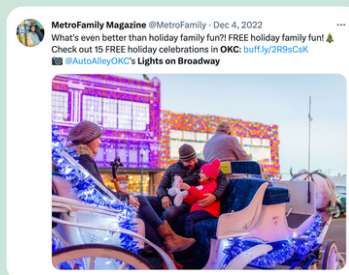 MetroFamily Magazine @MetroFamily · Dec 4, 2022
What's even better than holiday family fun?! FREE holiday family fun!🎄
Check out 15 FREE holiday celebrations in OKC: buff.ly/2R9sCsK
📷 @AutoAlleyOKC's Lights on Broadway